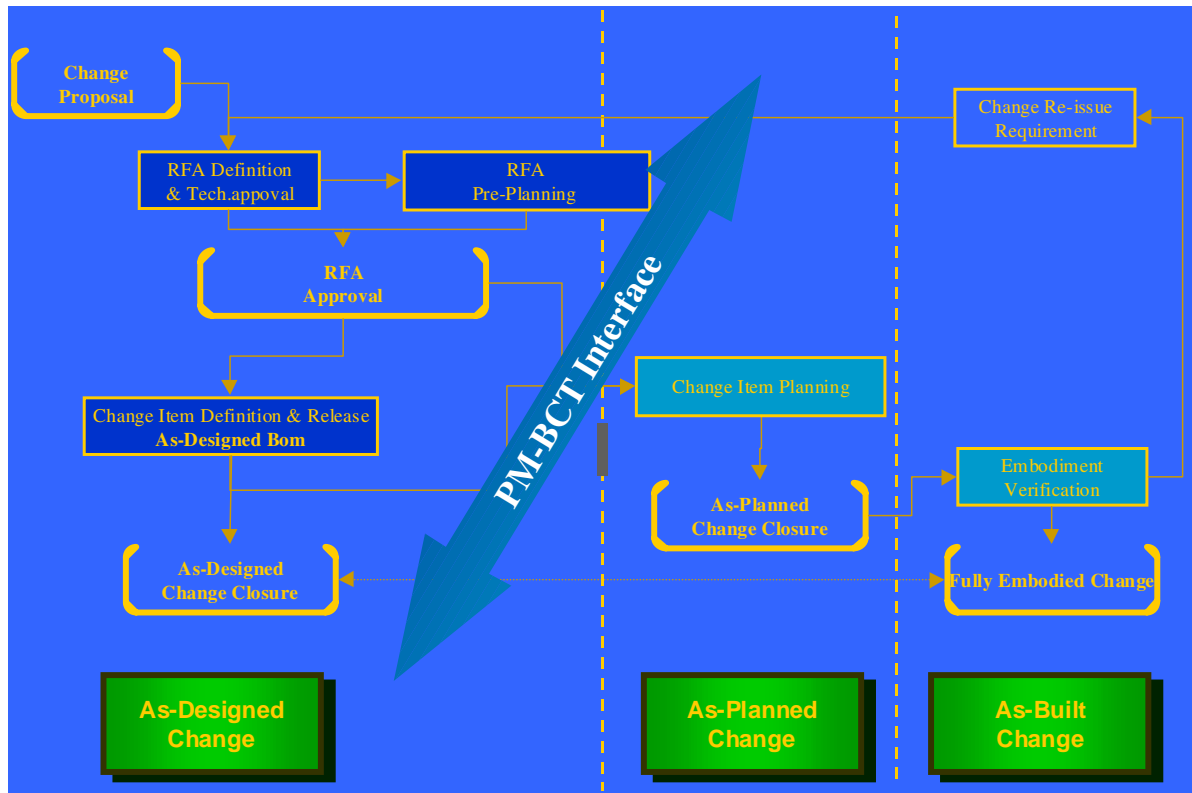 Change
Proposal
Change Re-issue
Requirement
RFA Definition
& Tech.appoval
RFA
Pre-Planning
RFA
Approval
PM-BCT Interface
Change Item Planning
Change Item Definition & Release
As-Designed Bom
Embodiment
Verification
As-Planned
Change Closure
As-Designed
Change Closure
Fully Embodied Change
As-Designed
Change
As-Planned
Change
As-Built
Change